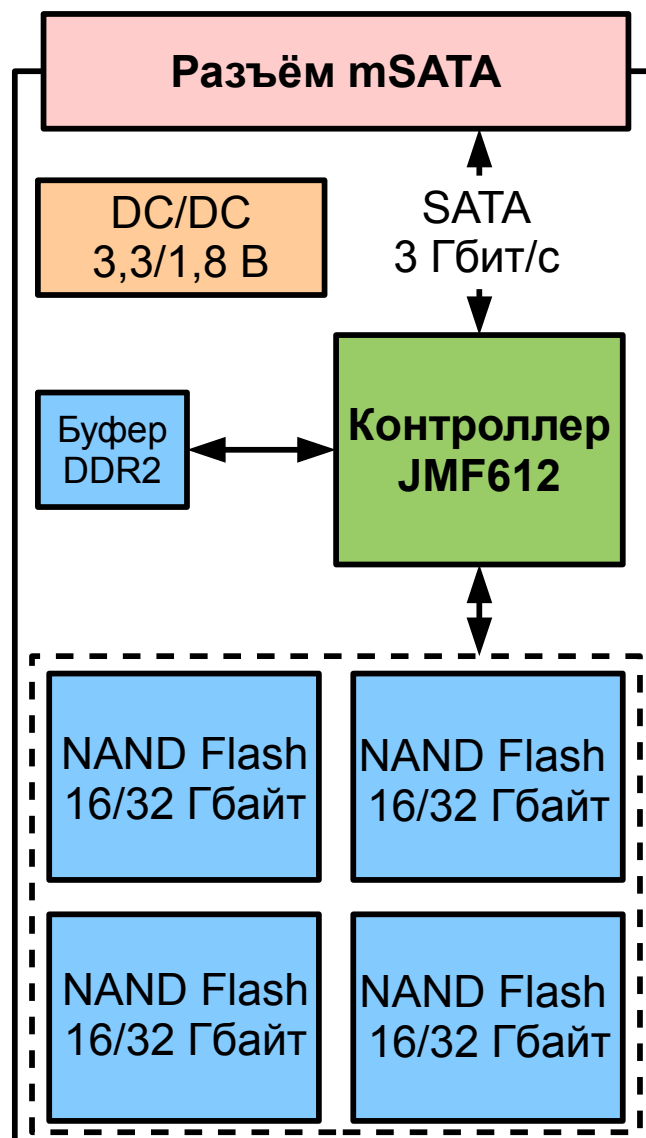 Разъём mSATA
DC/DC
3,3/1,8 В
SATA
3 Гбит/с
Буфер
DDR2
Контроллер
JMF612
NAND Flash
16/32 Гбайт
NAND Flash
16/32 Гбайт
NAND Flash
16/32 Гбайт
NAND Flash
16/32 Гбайт